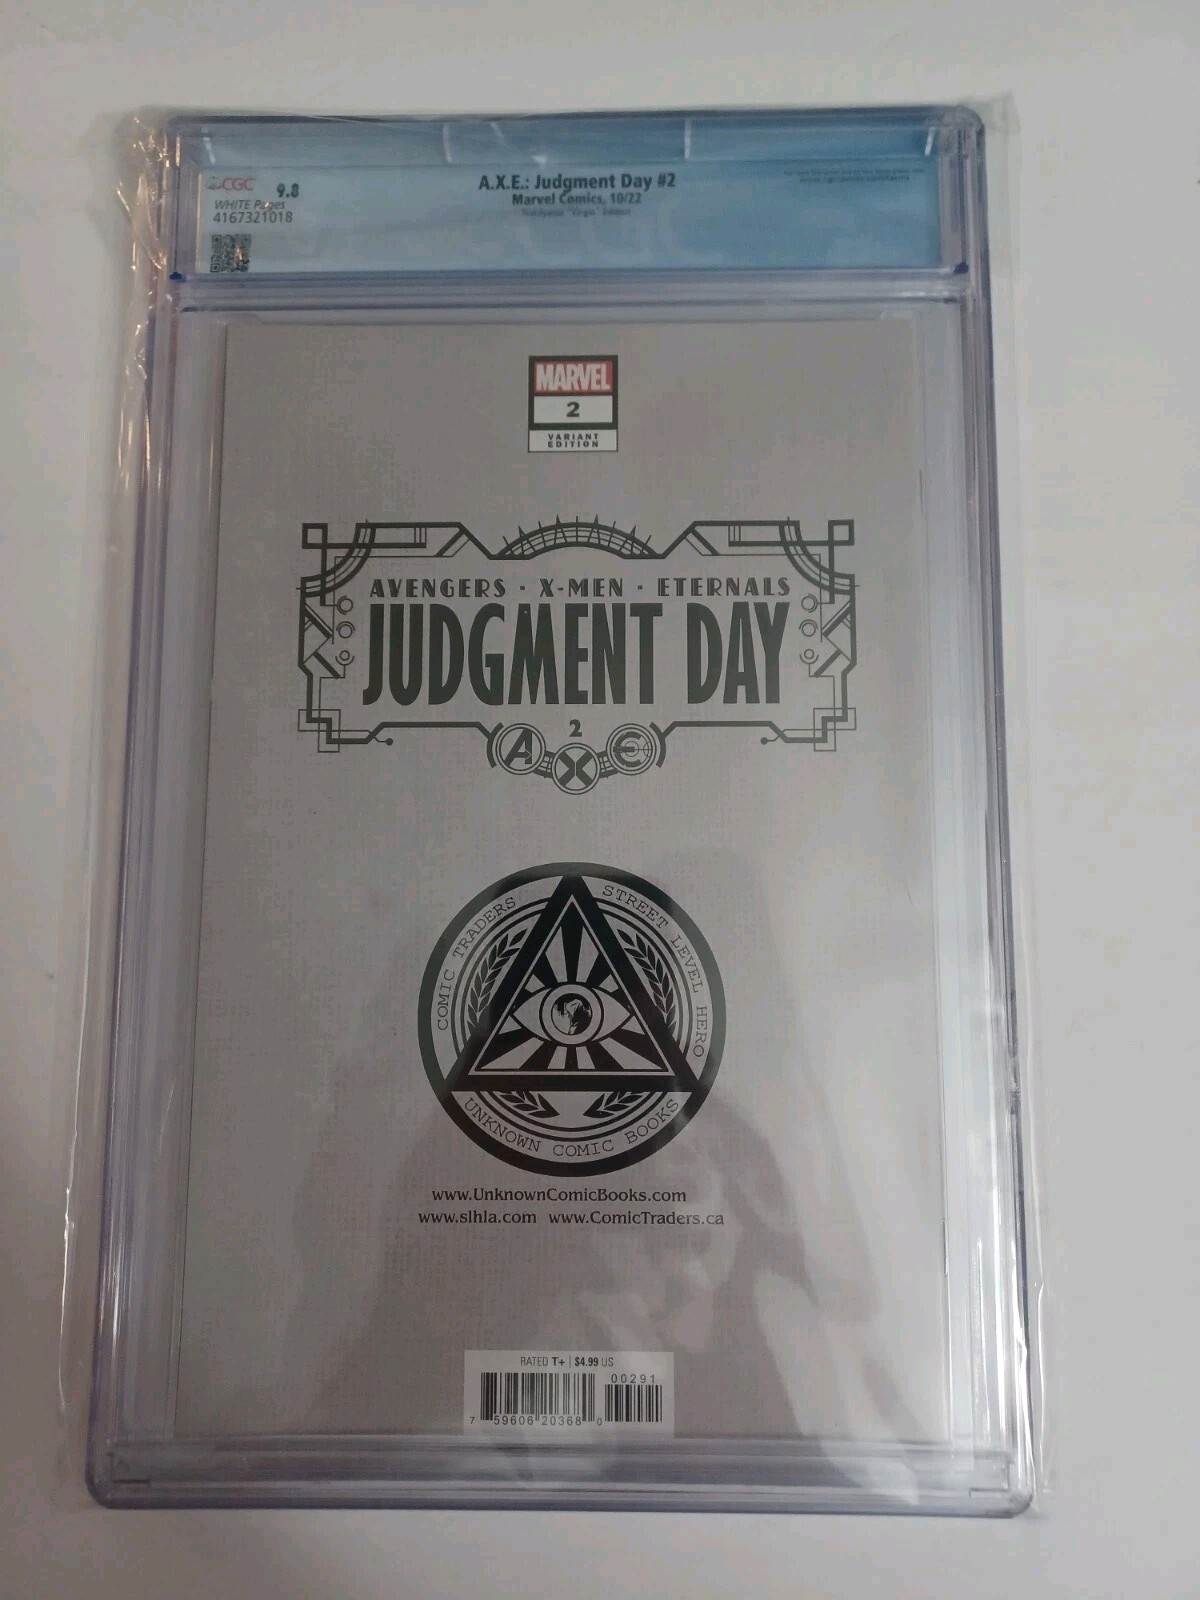 CGC 9.8
WHITE Pages
4167321018
A.X.E.: Judgment Day #2
Marvel Comics, 10/22
"Virgin" Edition
MARVEL
2
VARIANT
EDITION
AVENGERS · X-MEN · ETERNALS
JUDGMENT DAY
2
A X E
COMIC TRADERS
STREET LEVEL HERO
UNKNOWN COMIC BOOKS
www.UnknownComicBooks.com
www.slhla.com www.ComicTraders.ca
RATED T+ | $4.99 US
00291
7 59606 20368 0